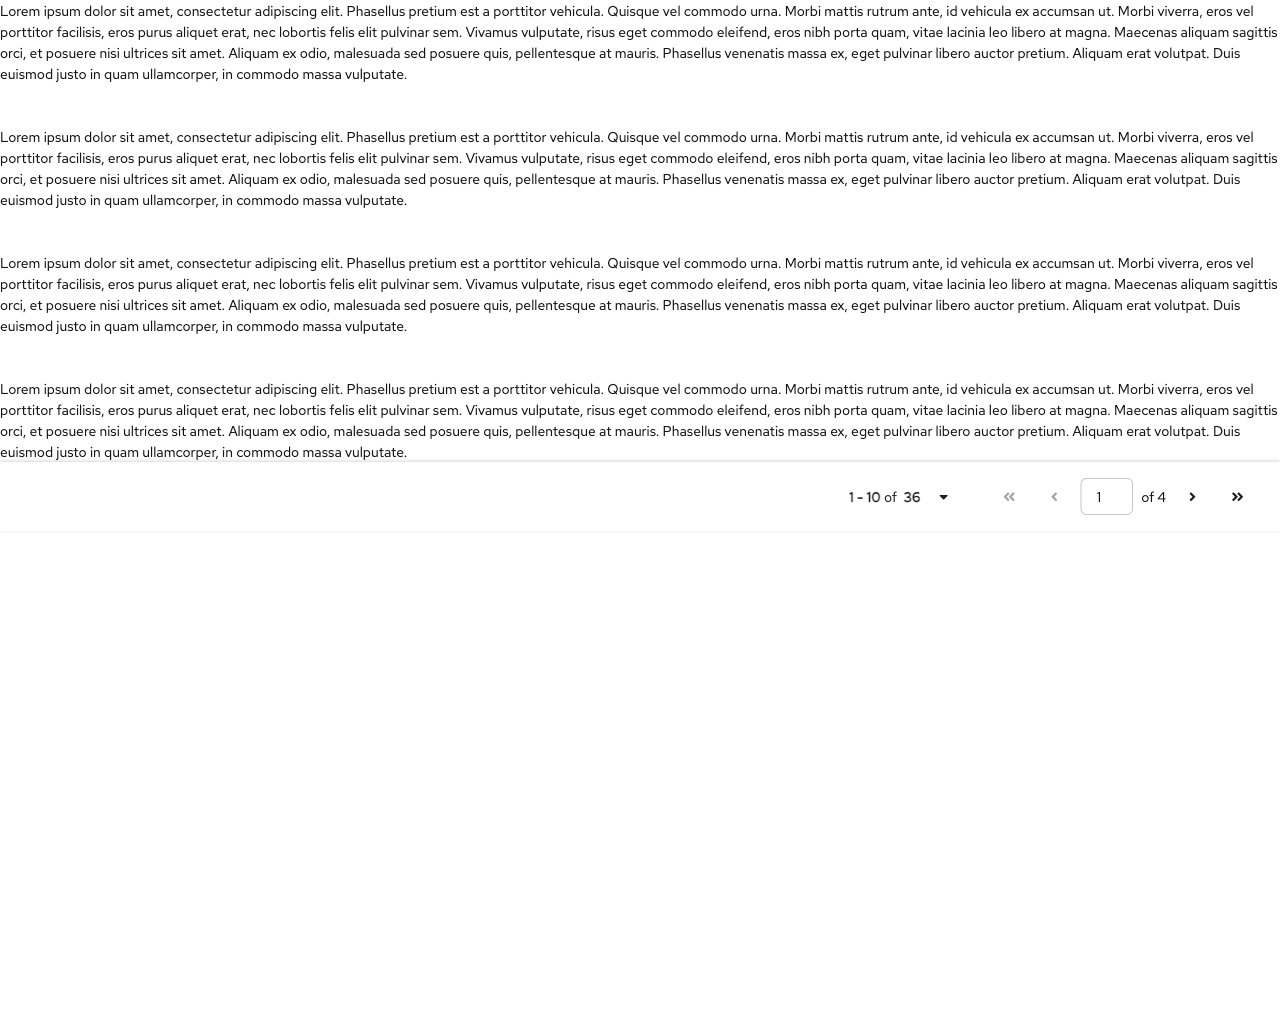 Lorem ipsum dolor sit amet, consectetur adipiscing elit. Phasellus pretium est a porttitor vehicula. Quisque vel commodo urna. Morbi mattis rutrum ante, id vehicula ex accumsan ut. Morbi viverra, eros vel
porttitor facilisis, eros purus aliquet erat, nec lobortis felis elit pulvinar sem. Vivamus vulputate, risus eget commodo eleifend, eros nibh porta quam, vitae lacinia leo libero at magna. Maecenas aliquam sagittis
orci, et posuere nisi ultrices sit amet. Aliquam ex odio, malesuada sed posuere quis, pellentesque at mauris. Phasellus venenatis massa ex, eget pulvinar libero auctor pretium. Aliquam erat volutpat. Duis
euismod justo in quam ullamcorper, in commodo massa vulputate.
Lorem ipsum dolor sit amet, consectetur adipiscing elit. Phasellus pretium est a porttitor vehicula. Quisque vel commodo urna. Morbi mattis rutrum ante, id vehicula ex accumsan ut. Morbi viverra, eros vel
porttitor facilisis, eros purus aliquet erat, nec lobortis felis elit pulvinar sem. Vivamus vulputate, risus eget commodo eleifend, eros nibh porta quam, vitae lacinia leo libero at magna. Maecenas aliquam sagittis
orci, et posuere nisi ultrices sit amet. Aliquam ex odio, malesuada sed posuere quis, pellentesque at mauris. Phasellus venenatis massa ex, eget pulvinar libero auctor pretium. Aliquam erat volutpat. Duis
euismod justo in quam ullamcorper, in commodo massa vulputate.
Lorem ipsum dolor sit amet, consectetur adipiscing elit. Phasellus pretium est a porttitor vehicula. Quisque vel commodo urna. Morbi mattis rutrum ante, id vehicula ex accumsan ut. Morbi viverra, eros vel
porttitor facilisis, eros purus aliquet erat, nec lobortis felis elit pulvinar sem. Vivamus vulputate, risus eget commodo eleifend, eros nibh porta quam, vitae lacinia leo libero at magna. Maecenas aliquam sagittis
orci, et posuere nisi ultrices sit amet. Aliquam ex odio, malesuada sed posuere quis, pellentesque at mauris. Phasellus venenatis massa ex, eget pulvinar libero auctor pretium. Aliquam erat volutpat. Duis
euismod justo in quam ullamcorper, in commodo massa vulputate.
Lorem ipsum dolor sit amet, consectetur adipiscing elit. Phasellus pretium est a porttitor vehicula. Quisque vel commodo urna. Morbi mattis rutrum ante, id vehicula ex accumsan ut. Morbi viverra, eros vel
porttitor facilisis, eros purus aliquet erat, nec lobortis felis elit pulvinar sem. Vivamus vulputate, risus eget commodo eleifend, eros nibh porta quam, vitae lacinia leo libero at magna. Maecenas aliquam sagittis
orci, et posuere nisi ultrices sit amet. Aliquam ex odio, malesuada sed posuere quis, pellentesque at mauris. Phasellus venenatis massa ex, eget pulvinar libero auctor pretium. Aliquam erat volutpat. Duis
euismod justo in quam ullamcorper, in commodo massa vulputate.
1 - 10 of 36 1 of 4